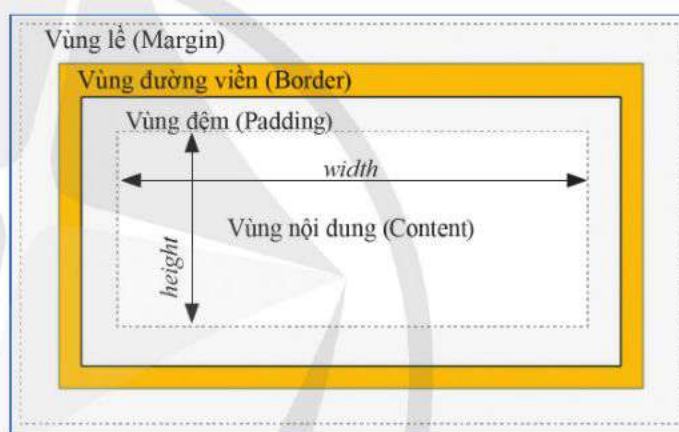 Vùng lề (Margin)
Vùng đường viền (Border)
Vùng đệm (Padding)
width
Vùng nội dung (Content)
height